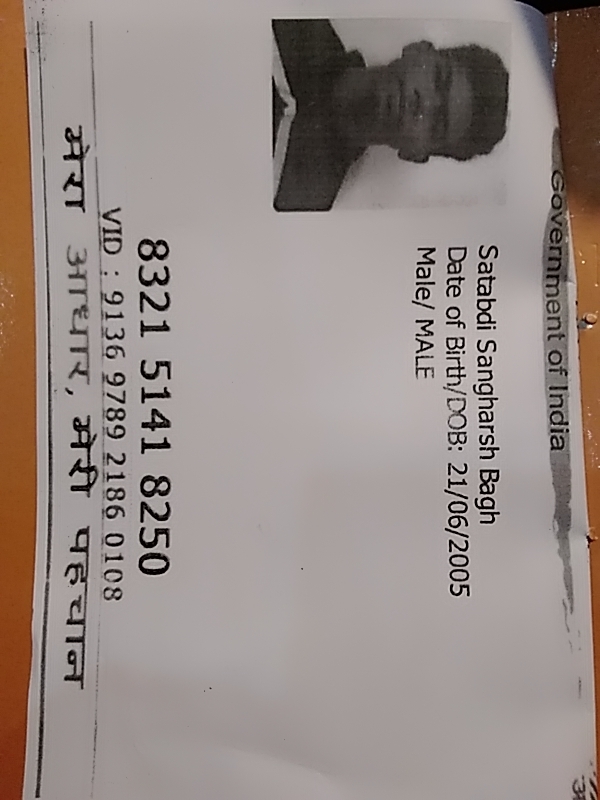 Government of India
Satabdi Sangharsh Bagh
Date of Birth/DOB: 21/06/2005
Male/ MALE
8321 5141 8250
VID : 9136 9789 2186 0108
मेरा आधार, मेरी पहचान